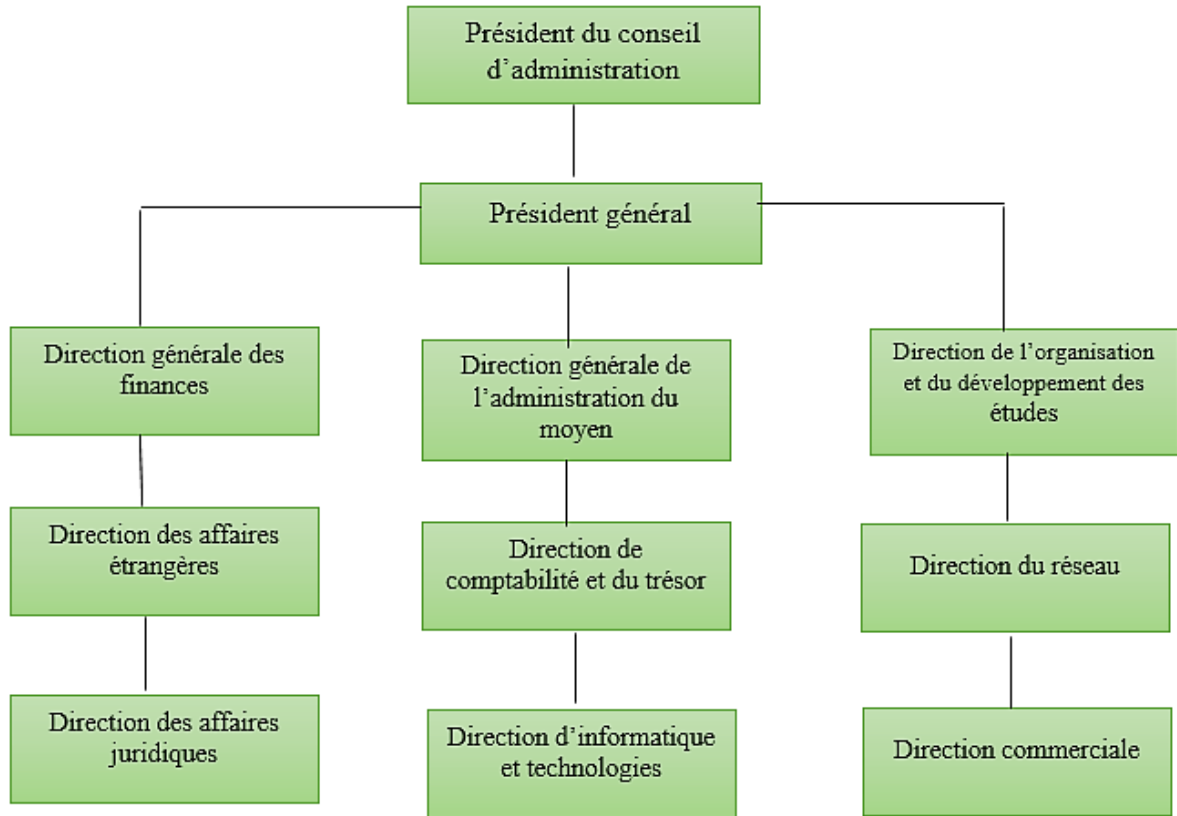 Président du conseil
d’administration
Président général
Direction générale des
finances
Direction générale de
l’administration du
moyen
Direction de l’organisation
et du développement des
études
Direction des affaires
étrangères
Direction de
comptabilité et du trésor
Direction du réseau
Direction des affaires
juridiques
Direction d’informatique
et technologies
Direction commerciale